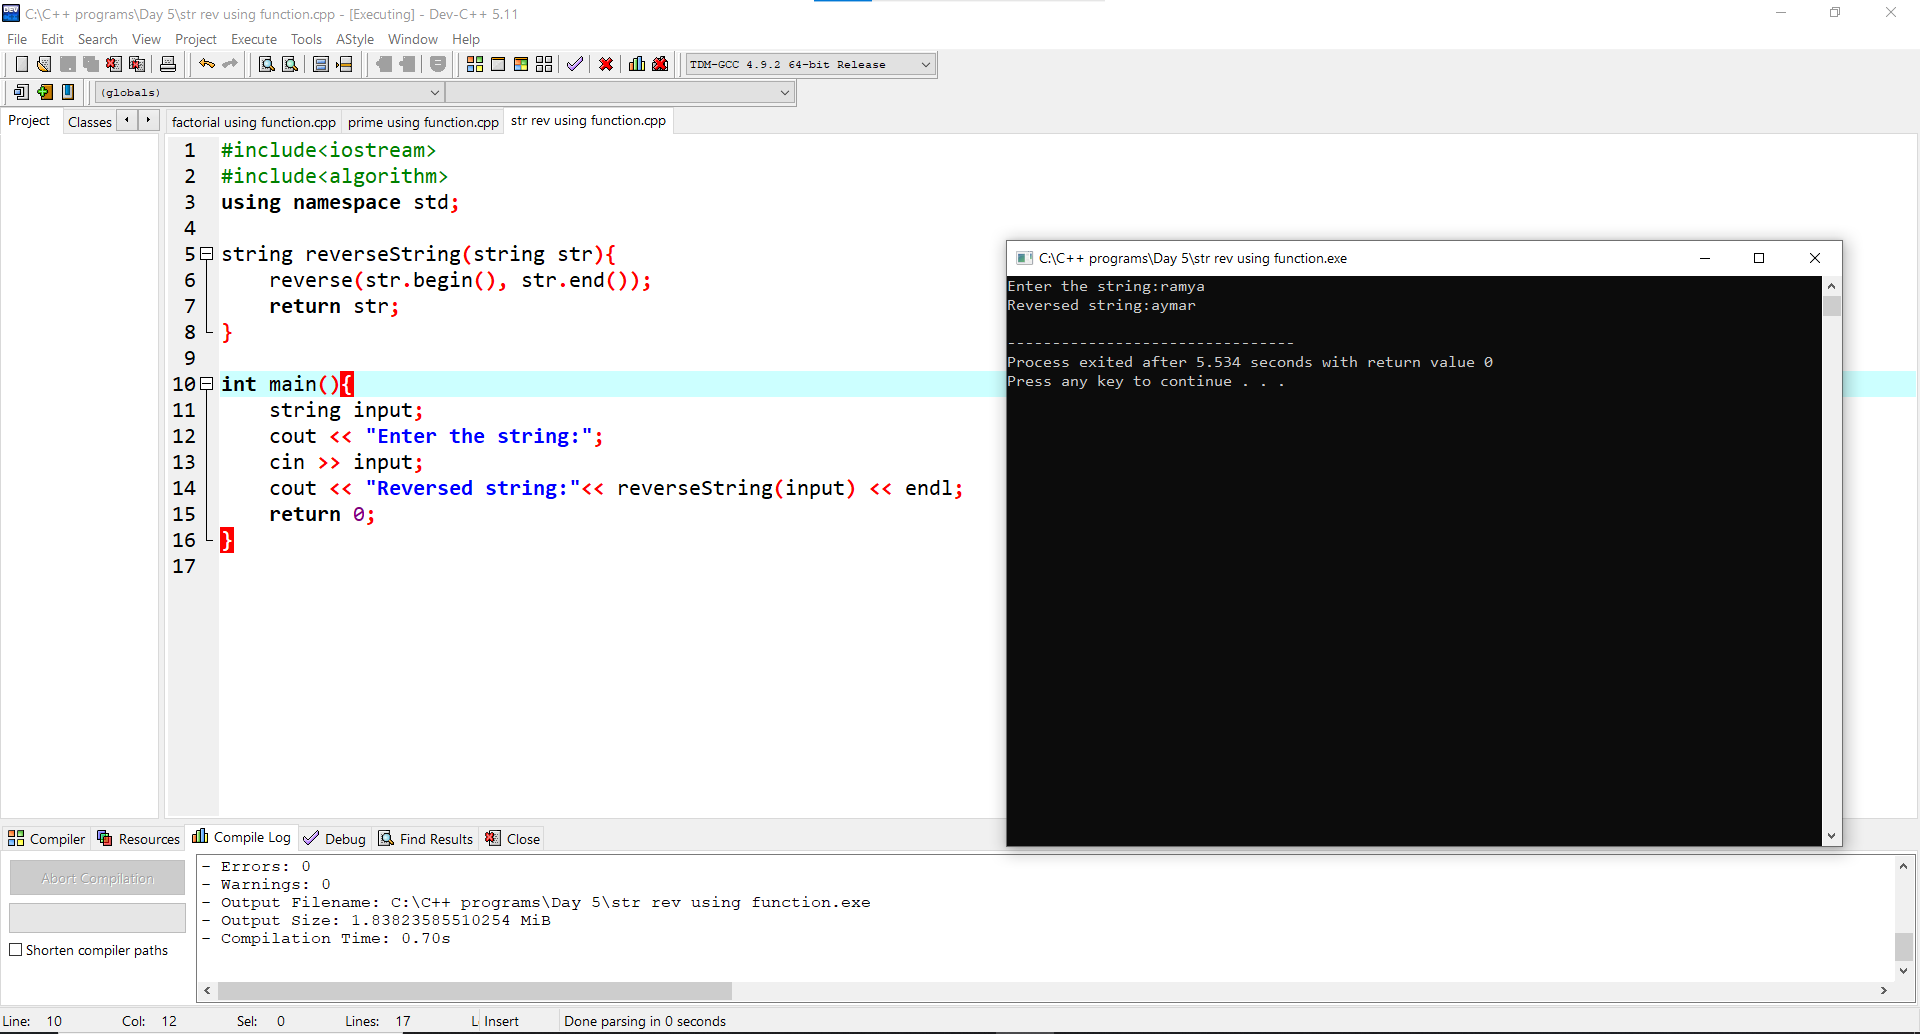 C:\C++ programs\Day 5\str rev using function.cpp - [Executing] - Dev-C++ 5.11
File Edit Search View Project Execute Tools AStyle Window Help
TDM-GCC 4.9.2 64-bit Release
(globals)
Project Classes factorial using function.cpp prime using function.cpp str rev using function.cpp
1 #include<iostream>
2 #include<algorithm>
3 using namespace std;
4
5 string reverseString(string str){
6 reverse(str.begin(), str.end());
7 return str;
8 }
9
10 int main(){
11 string input;
12 cout << "Enter the string:";
13 cin >> input;
14 cout << "Reversed string:"<< reverseString(input) << endl;
15 return 0;
16 }
17
C:\C++ programs\Day 5\str rev using function.exe
Enter the string:ramya
Reversed string:aymar
--------------------------------
Process exited after 5.534 seconds with return value 0
Press any key to continue . . .
Compiler Resources Compile Log Debug Find Results Close
Abort Compilation
Shorten compiler paths
- Errors: 0
- Warnings: 0
- Output Filename: C:\C++ programs\Day 5\str rev using function.exe
- Output Size: 1.83823585510254 MiB
- Compilation Time: 0.70s
Line: 10 Col: 12 Sel: 0 Lines: 17 L Insert Done parsing in 0 seconds